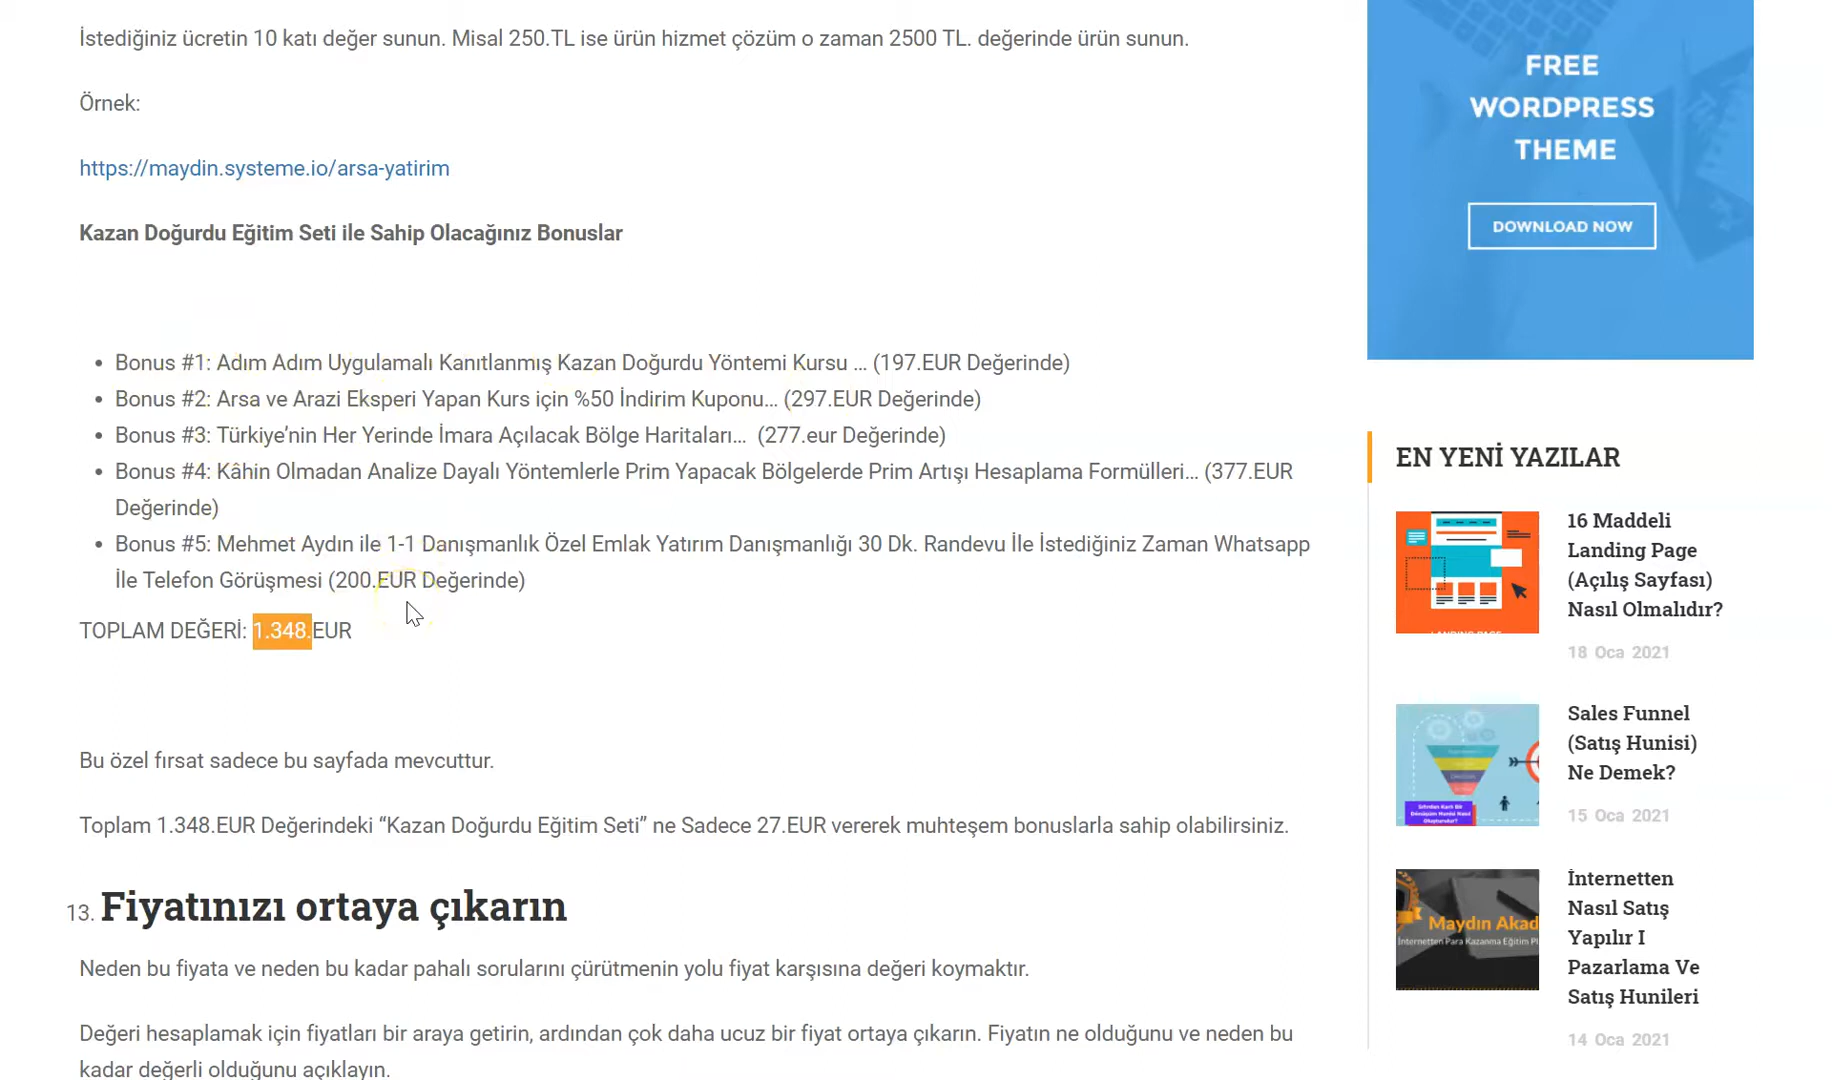 İstediğiniz ücretin 10 katı değer sunun. Misal 250.TL ise ürün hizmet çözüm o zaman 2500 TL. değerinde ürün sunun.
Örnek:
https://maydin.systeme.io/arsa-yatirim
Kazan Doğurdu Eğitim Seti ile Sahip Olacağınız Bonuslar
• Bonus #1: Adım Adım Uygulamalı Kanıtlanmış Kazan Doğurdu Yöntemi Kursu … (197.EUR Değerinde)
• Bonus #2: Arsa ve Arazi Eksperi Yapan Kurs için %50 İndirim Kuponu… (297.EUR Değerinde)
• Bonus #3: Türkiye’nin Her Yerinde İmara Açılacak Bölge Haritaları… (277.eur Değerinde)
• Bonus #4: Kâhin Olmadan Analize Dayalı Yöntemlerle Prim Yapacak Bölgelerde Prim Artışı Hesaplama Formülleri… (377.EUR
Değerinde)
• Bonus #5: Mehmet Aydın ile 1-1 Danışmanlık Özel Emlak Yatırım Danışmanlığı 30 Dk. Randevu İle İstediğiniz Zaman Whatsapp
İle Telefon Görüşmesi (200.EUR Değerinde)
TOPLAM DEĞERİ: 1.348.EUR
Bu özel fırsat sadece bu sayfada mevcuttur.
Toplam 1.348.EUR Değerindeki “Kazan Doğurdu Eğitim Seti” ne Sadece 27.EUR vererek muhteşem bonuslarla sahip olabilirsiniz.
13. Fiyatınızı ortaya çıkarın
Neden bu fiyata ve neden bu kadar pahalı sorularını çürütmenin yolu fiyat karşısına değeri koymaktır.
Değeri hesaplamak için fiyatları bir araya getirin, ardından çok daha ucuz bir fiyat ortaya çıkarın. Fiyatın ne olduğunu ve neden bu
kadar değerli olduğunu açıklayın.
FREE
WORDPRESS
THEME
DOWNLOAD NOW
EN YENİ YAZILAR
16 Maddeli
Landing Page
(Açılış Sayfası)
Nasıl Olmalıdır?
18 Oca 2021
Sales Funnel
(Satış Hunisi)
Ne Demek?
15 Oca 2021
Maydın Akad
İnternetten Para Kazanma Eğitim Pl
İnternetten
Nasıl Satış
Yapılır I
Pazarlama Ve
Satış Hunileri
14 Oca 2021